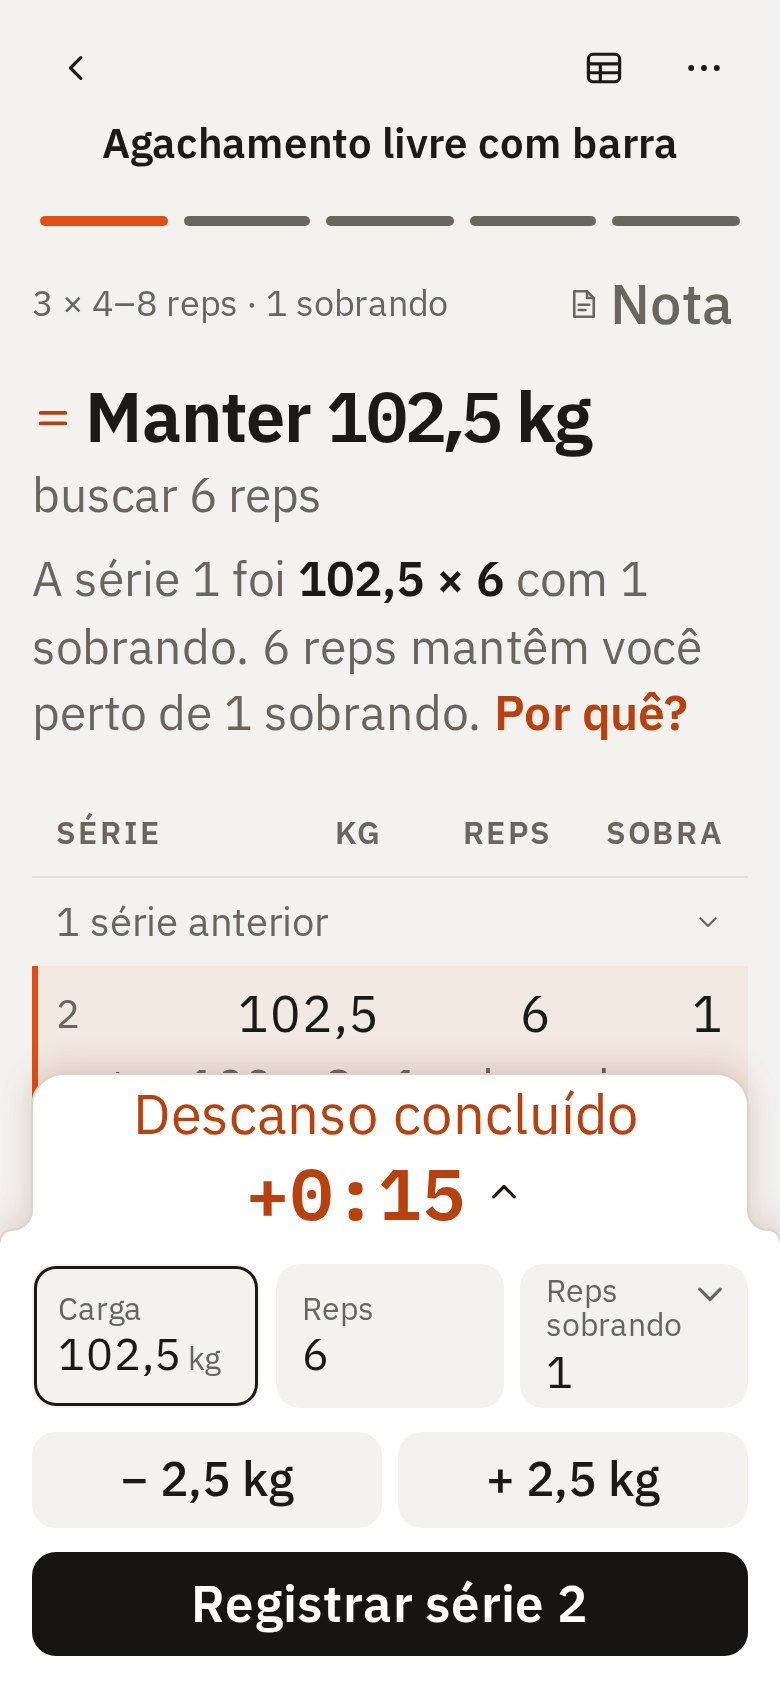 Agachamento livre com barra
3 × 4–8 reps · 1 sobrando
Nota
= Manter 102,5 kg
buscar 6 reps
A série 1 foi 102,5 × 6 com 1
sobrando. 6 reps mantêm você
perto de 1 sobrando. Por quê?
SÉRIE KG REPS SOBRA
1 série anterior
2 102,5 6 1
Descanso concluído
+0:15
Carga
102,5 kg
Reps
6
Reps
sobrando
1
− 2,5 kg
+ 2,5 kg
Registrar série 2